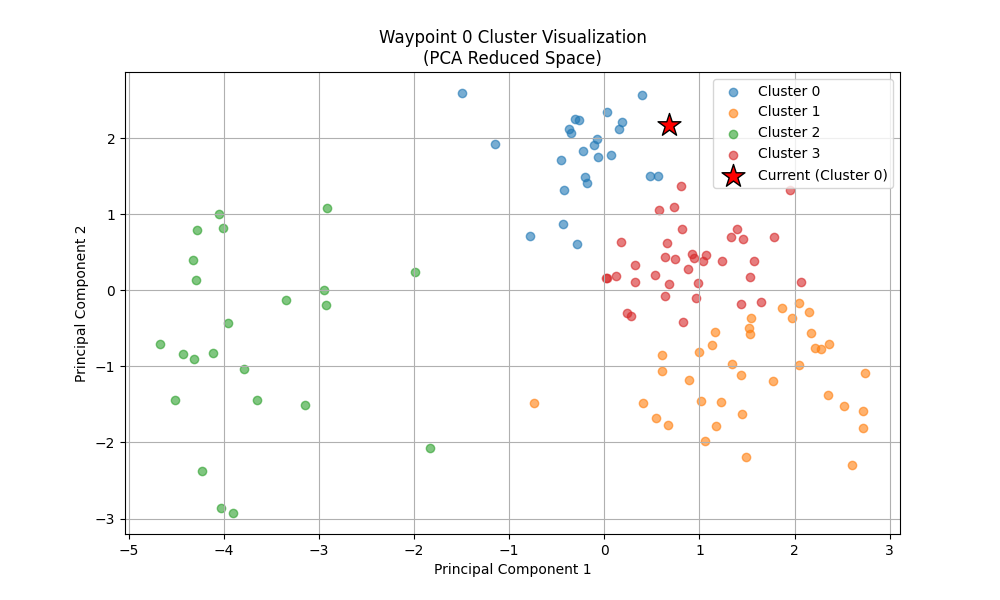 Waypoint 0 Cluster Visualization
(PCA Reduced Space)
Cluster 0
Cluster 1
Cluster 2
Cluster 3
Current (Cluster 0)
Principal Component 2
2
1
0
−1
−2
−3
−5
−4
−3
−2
−1
0
1
2
3
Principal Component 1